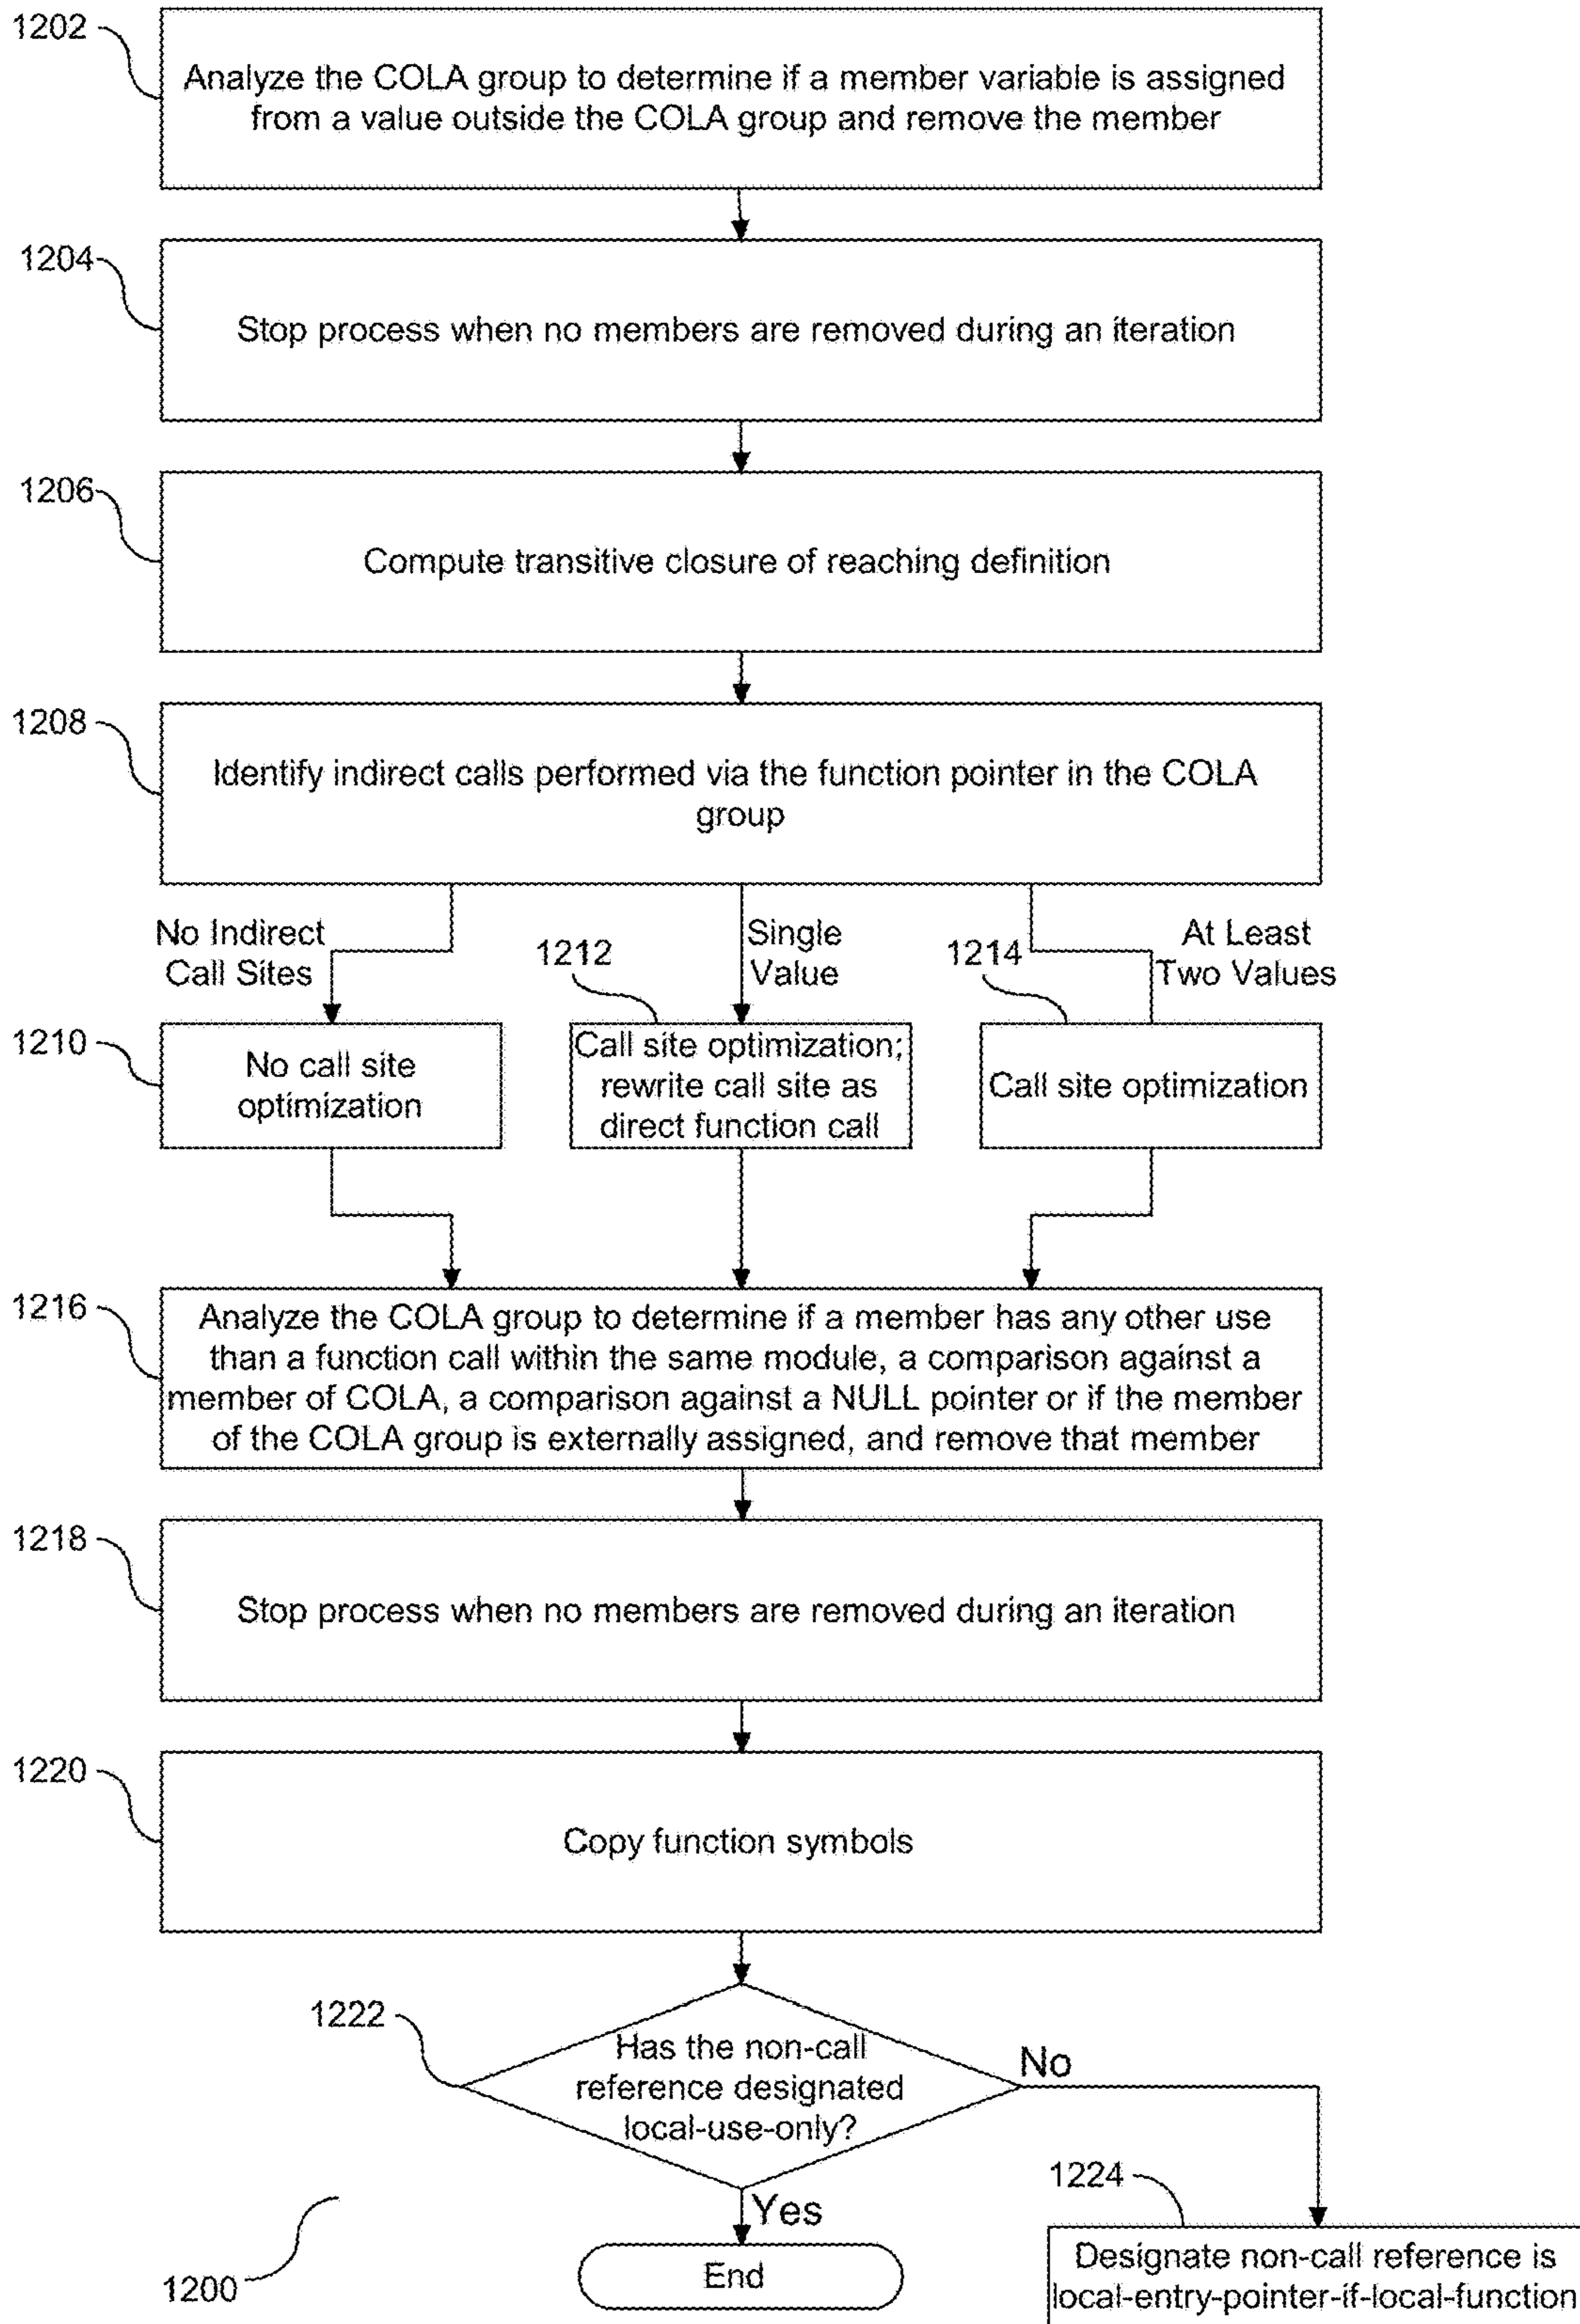 1202
Analyze the COLA group to determine if a member variable is assigned
from a value outside the COLA group and remove the member
1204
Stop process when no members are removed during an iteration
1206
Compute transitive closure of reaching definition
1208
Identify indirect calls performed via the function pointer in the COLA
group
No Indirect
Call Sites
1212
Single
Value
1214
At Least
Two Values
1210
No call site
optimization
Call site optimization;
rewrite call site as
direct function call
Call site optimization
1216
Analyze the COLA group to determine if a member has any other use
than a function call within the same module, a comparison against a
member of COLA, a comparison against a NULL pointer or if the member
of the COLA group is externally assigned, and remove that member
1218
Stop process when no members are removed during an iteration
1220
Copy function symbols
1222
Has the non-call
reference designated
local-use-only?
No
Yes
1224
End
Designate non-call reference is
local-entry-pointer-if-local-function
1200